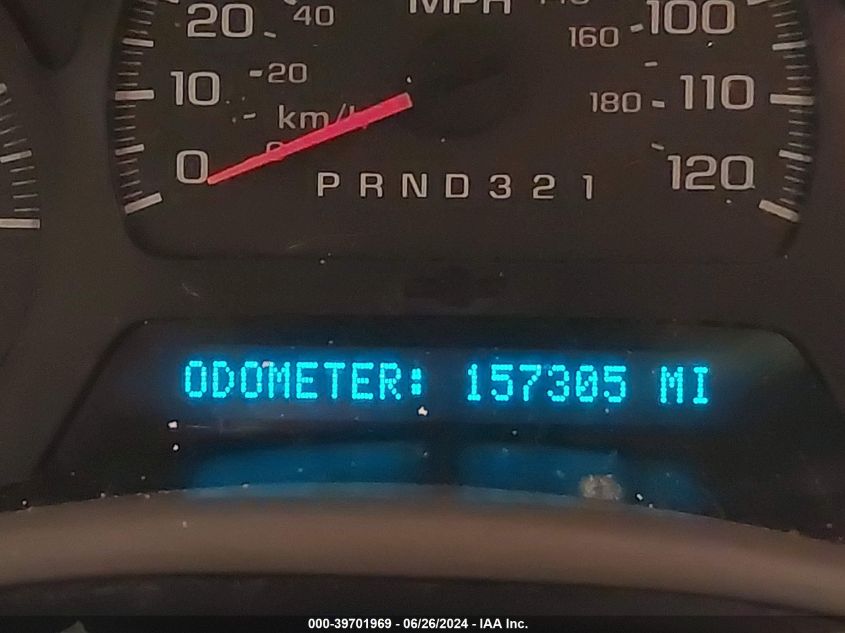 MPH
20 40 160 100
10 20 180 110
km/h
0 0 120
P R N D 3 2 1
ODOMETER: 157305 MI
000-39701969 - 06/26/2024 - IAA Inc.